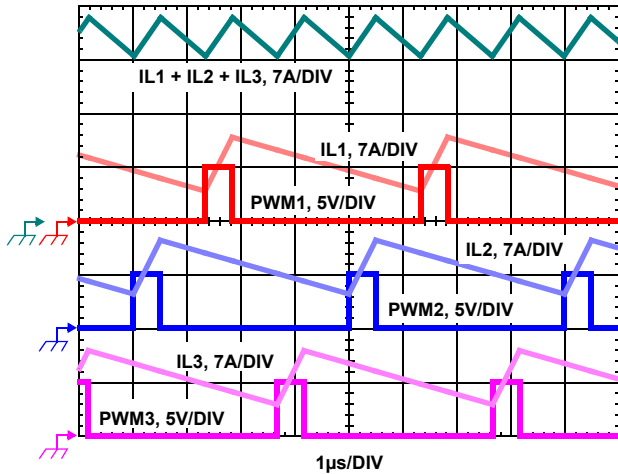 IL1 + IL2 + IL3, 7A/DIV
IL1, 7A/DIV
PWM1, 5V/DIV
IL2, 7A/DIV
PWM2, 5V/DIV
IL3, 7A/DIV
PWM3, 5V/DIV
1µs/DIV